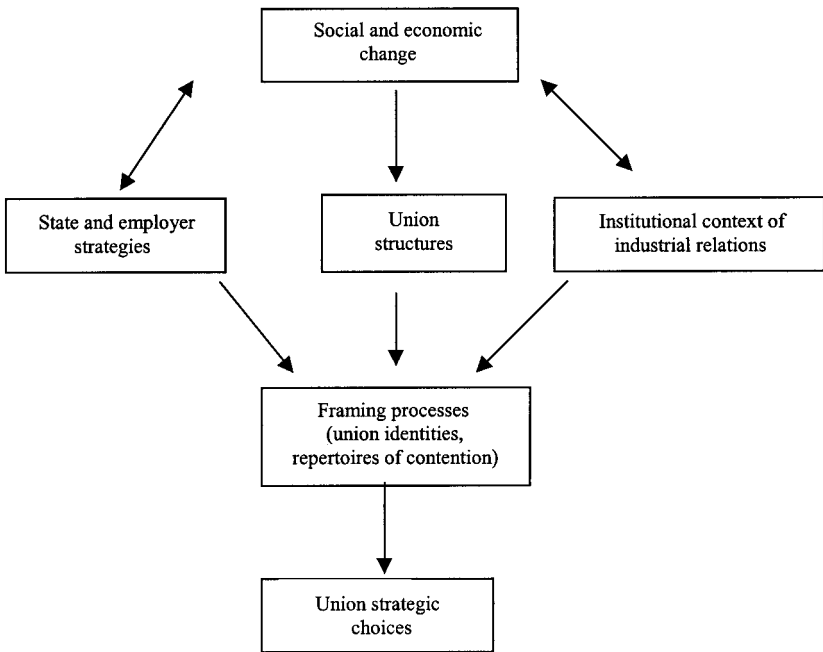 Social and economic
change
State and employer
strategies
Union
structures
Institutional context of
industrial relations
Framing processes
(union identities,
repertoires of contention)
Union strategic
choices